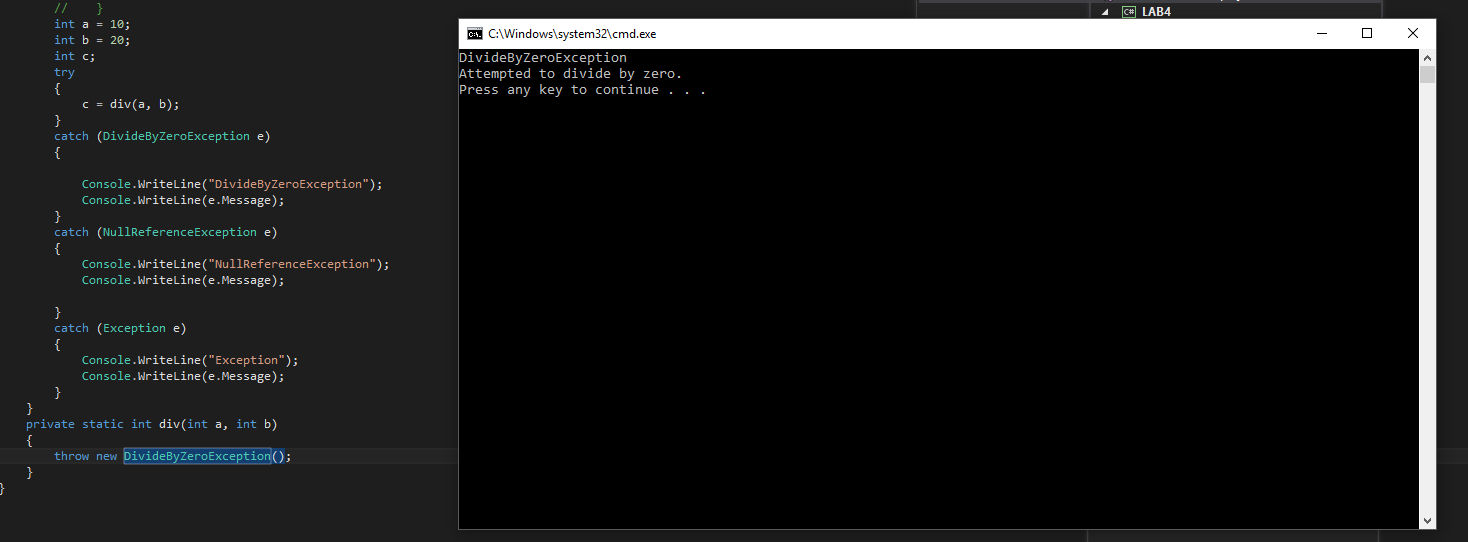 //    }
int a = 10;
int b = 20;
int c;
try
{
c = div(a, b);
}
catch (DivideByZeroException e)
{
Console.WriteLine("DivideByZeroException");
Console.WriteLine(e.Message);
}
catch (NullReferenceException e)
{
Console.WriteLine("NullReferenceException");
Console.WriteLine(e.Message);
}
catch (Exception e)
{
Console.WriteLine("Exception");
Console.WriteLine(e.Message);
}
}
private static int div(int a, int b)
{
throw new DivideByZeroException();
}
}
C# LAB4
C:\Windows\system32\cmd.exe
DivideByZeroException
Attempted to divide by zero.
Press any key to continue . . .